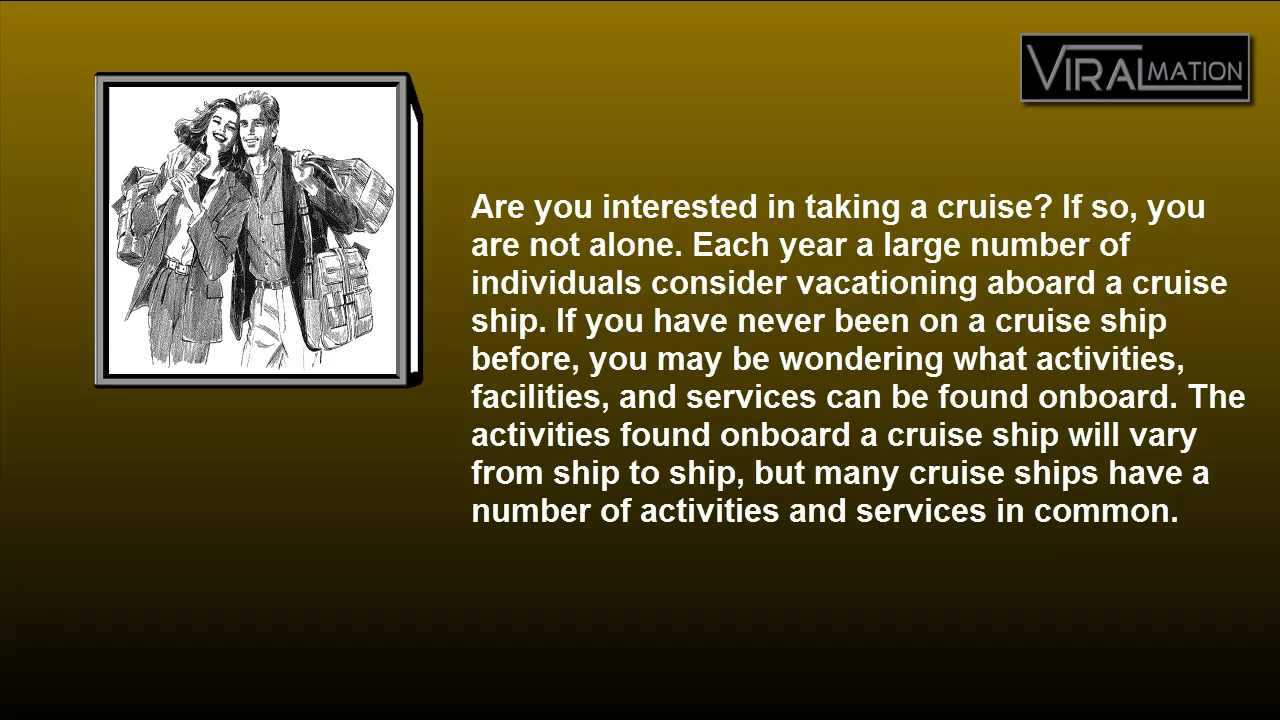 VIRALMATION
Are you interested in taking a cruise? If so, you
are not alone. Each year a large number of
individuals consider vacationing aboard a cruise
ship. If you have never been on a cruise ship
before, you may be wondering what activities,
facilities, and services can be found onboard. The
activities found onboard a cruise ship will vary
from ship to ship, but many cruise ships have a
number of activities and services in common.